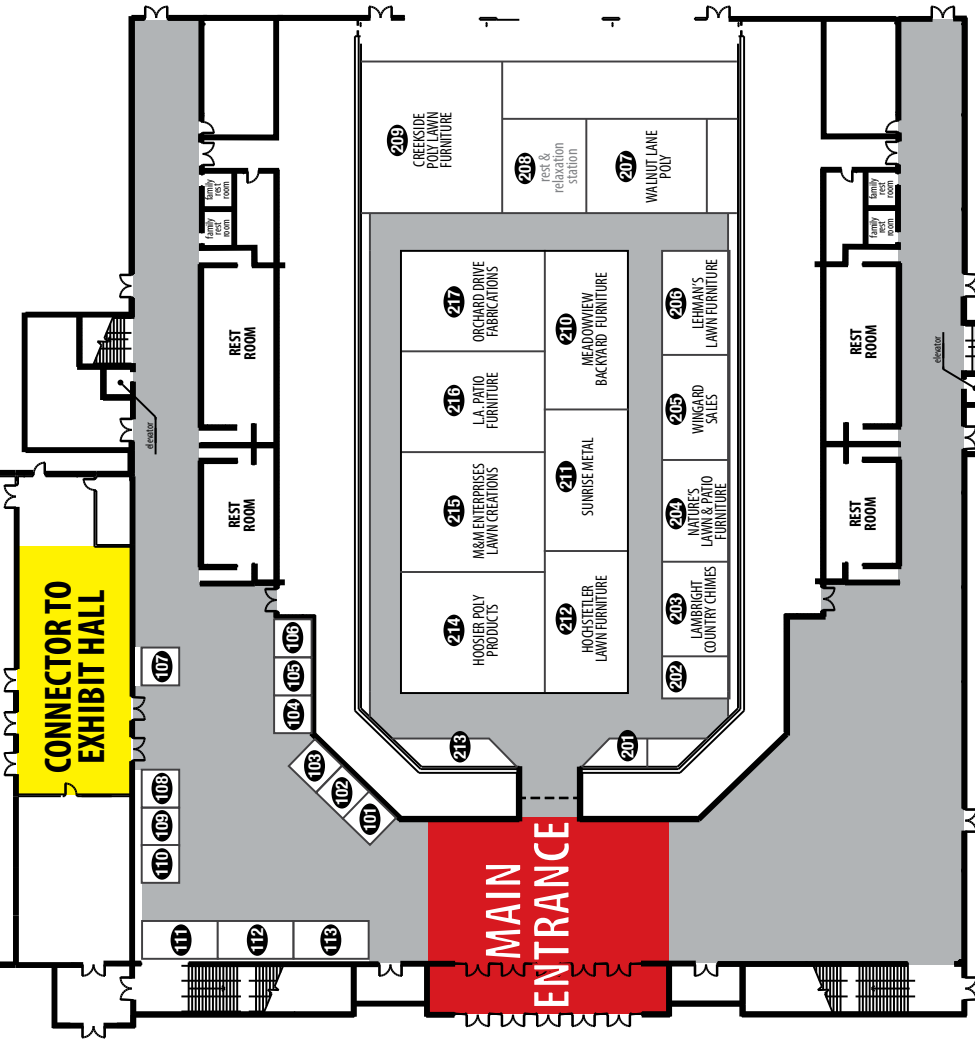 209
CREEKSIDE
POLY LAWN
FURNITURE
208
rest &
relaxation
station
207
WALNUT LANE
POLY
family
rest
room
family
rest
room
family
rest
room
family
rest
room
217
ORCHARD DRIVE
FABRICATIONS
210
MEADOWVIEW
BACKYARD FURNITURE
206
LEHMAN'S
LAWN FURNITURE
REST
ROOM
REST
ROOM
elevator
elevator
216
L.A. PATIO
FURNITURE
205
WINGARD
SALES
215
M&M ENTERPRISES
LAWN CREATIONS
211
SUNRISE METAL
204
NATURE'S
LAWN & PATIO
FURNITURE
REST
ROOM
REST
ROOM
214
HOOSIER POLY
PRODUCTS
212
HOCHSTETLER
LAWN FURNITURE
203
LAMBRIGHT
COUNTRY CHIMES
202
CONNECTOR TO
EXHIBIT HALL
107
106
105
104
103
102
101
108
109
110
111
112
113
213
201
MAIN
ENTRANCE